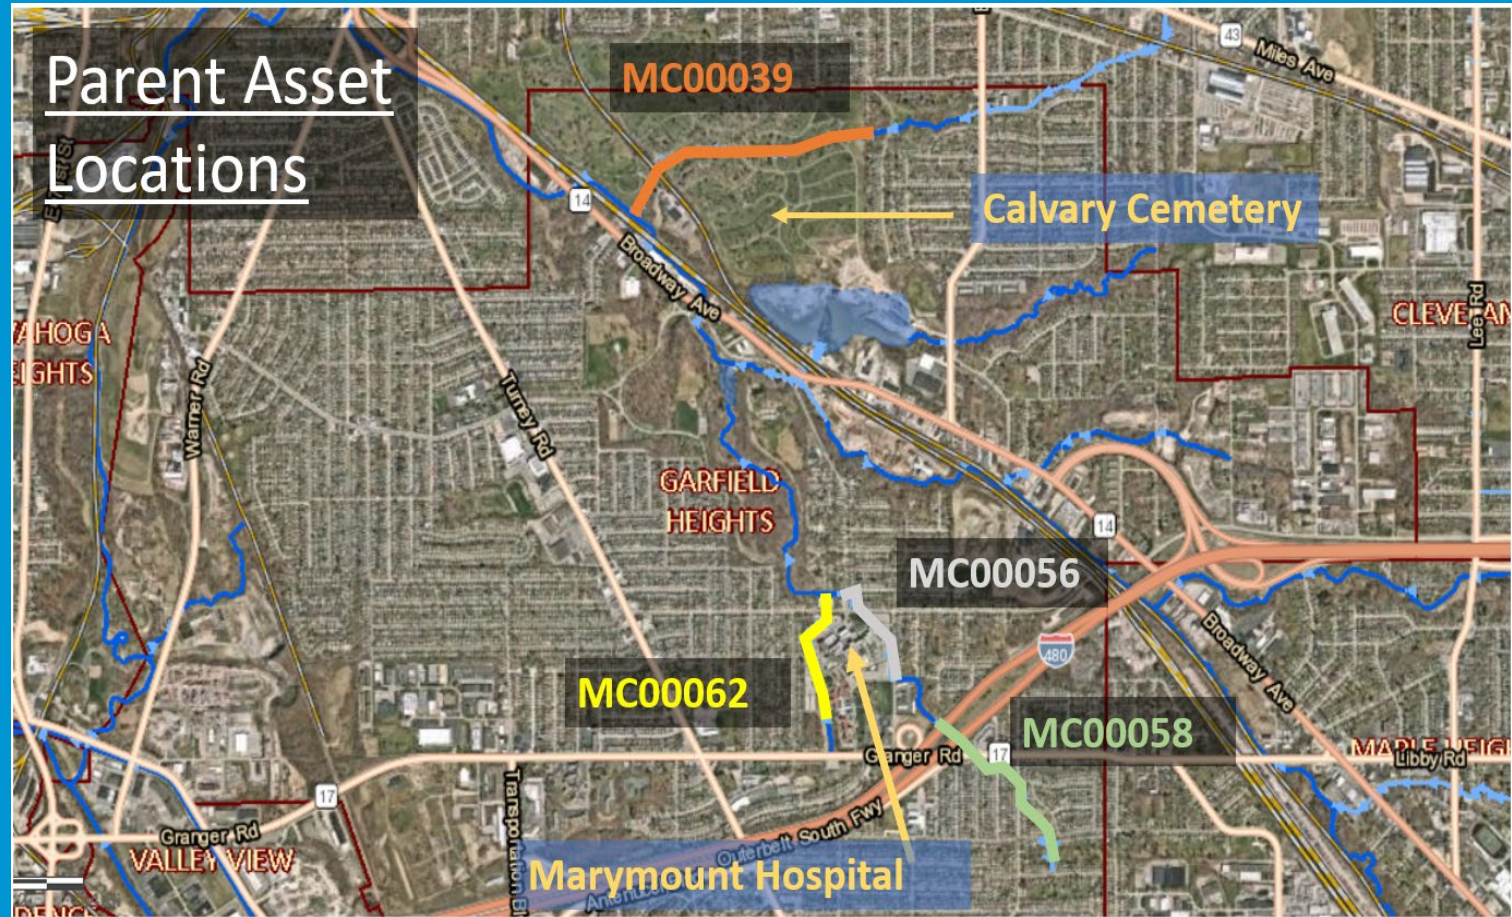 Parent Asset
Locations
MC00039
43
Miles Ave
14
Calvary Cemetery
Broadway Ave
CLEVELAN
Lee Rd
AHOGA
EIGHTS
Warner Rd
Turney Rd
GARFIELD
HEIGHTS
14
MC00056
480
Broadway Ave
MC00062
MC00058
Granger Rd
17
MAPLE HEIG
Libby Rd
17
Granger Rd
VALLEY VIEW
Transportation Bl
Outerbelt South Fwy
Marymount Hospital